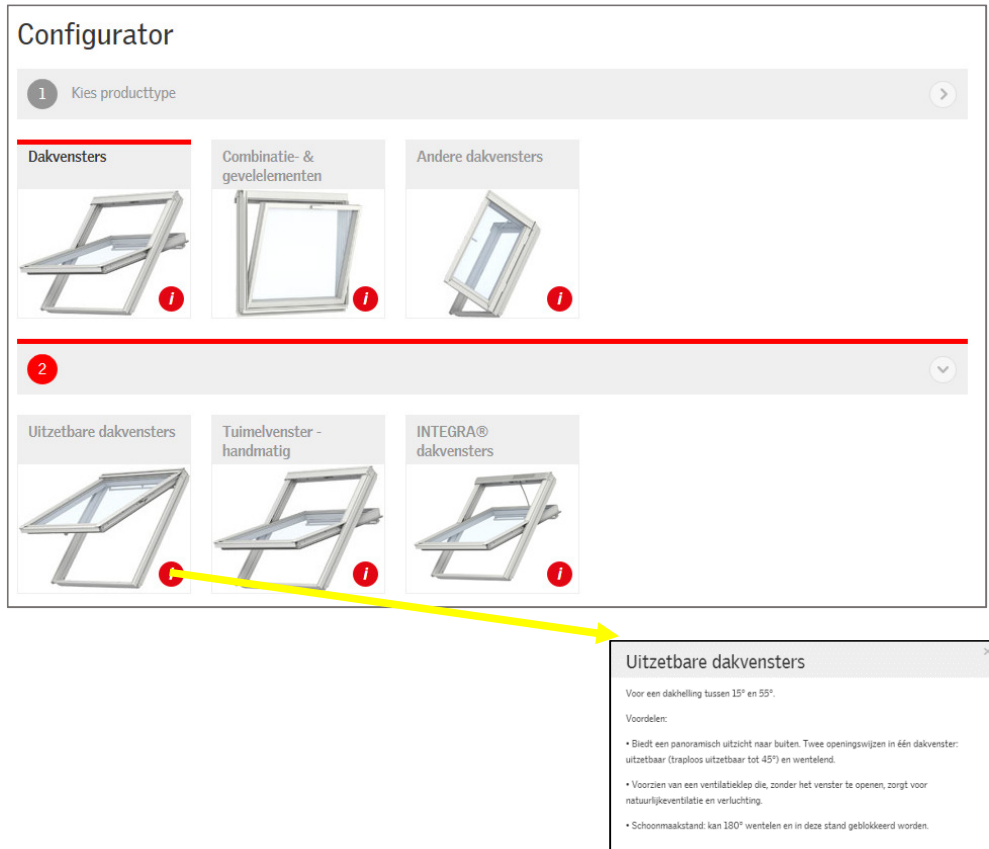 Configurator
1 Kies producttype
Dakvensters
Combinatie- &
gevelelementen
Andere dakvensters
i
i
i
2
Uitzetbare dakvensters
Tuimelvenster -
handmatig
INTEGRA®
dakvensters
i
i
i
Uitzetbare dakvensters
Voor een dakhelling tussen 15° en 55°.
Voordelen:
• Biedt een panoramisch uitzicht naar buiten. Twee openingswijzen in één dakvenster:
uitzetbaar (traploos uitzetbaar tot 45°) en wentelend.
• Voorzien van een ventilatieklep die, zonder het venster te openen, zorgt voor
natuurlijkeventilatie en verluchting.
• Schoonmaakstand: kan 180° wentelen en in deze stand geblokkeerd worden.